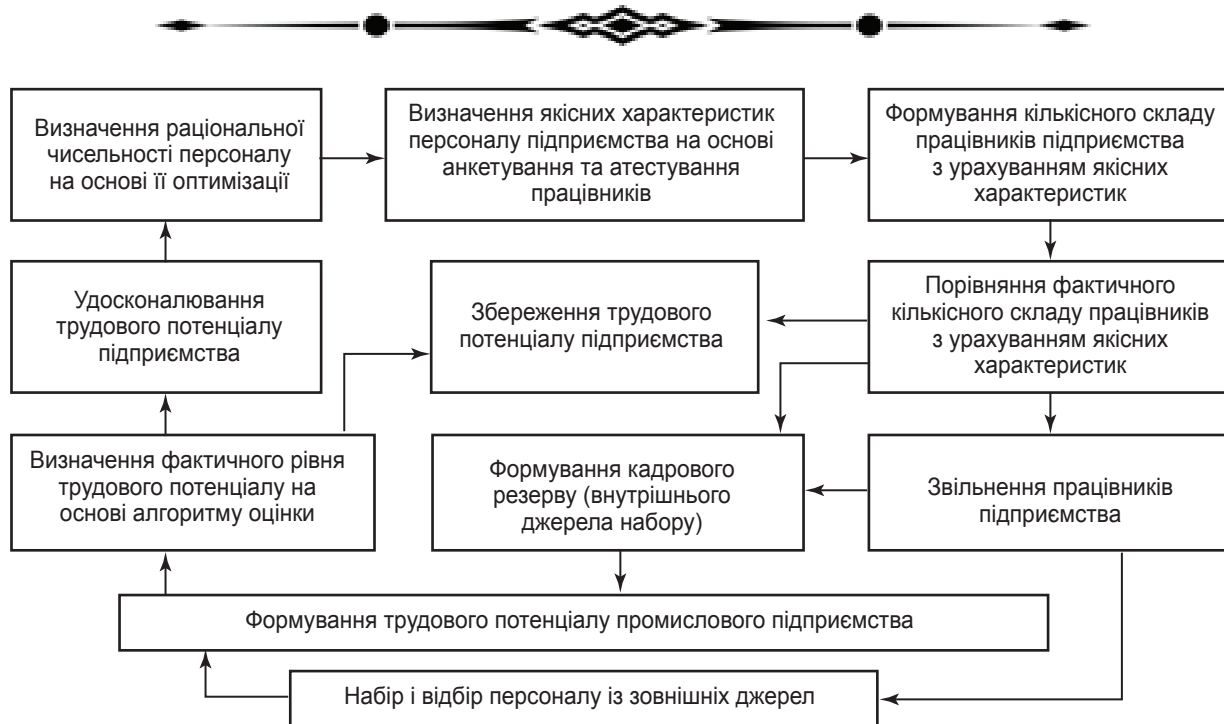 Визначення раціональної
чисельності персоналу
на основі її оптимізації
Визначення якісних характеристик
персоналу підприємства на основі
анкетування та атестування
працівників
Формування кількісного складу
працівників підприємства
з урахуванням якісних
характеристик
Удосконалювання
трудового потенціалу
підприємства
Збереження трудового
потенціалу підприємства
Порівняння фактичного
кількісного складу працівників
з урахуванням якісних
характеристик
Визначення фактичного рівня
трудового потенціалу на
основі алгоритму оцінки
Формування кадрового
резерву (внутрішнього
джерела набору)
Звільнення працівників
підприємства
Формування трудового потенціалу промислового підприємства
Набір і відбір персоналу із зовнішніх джерел